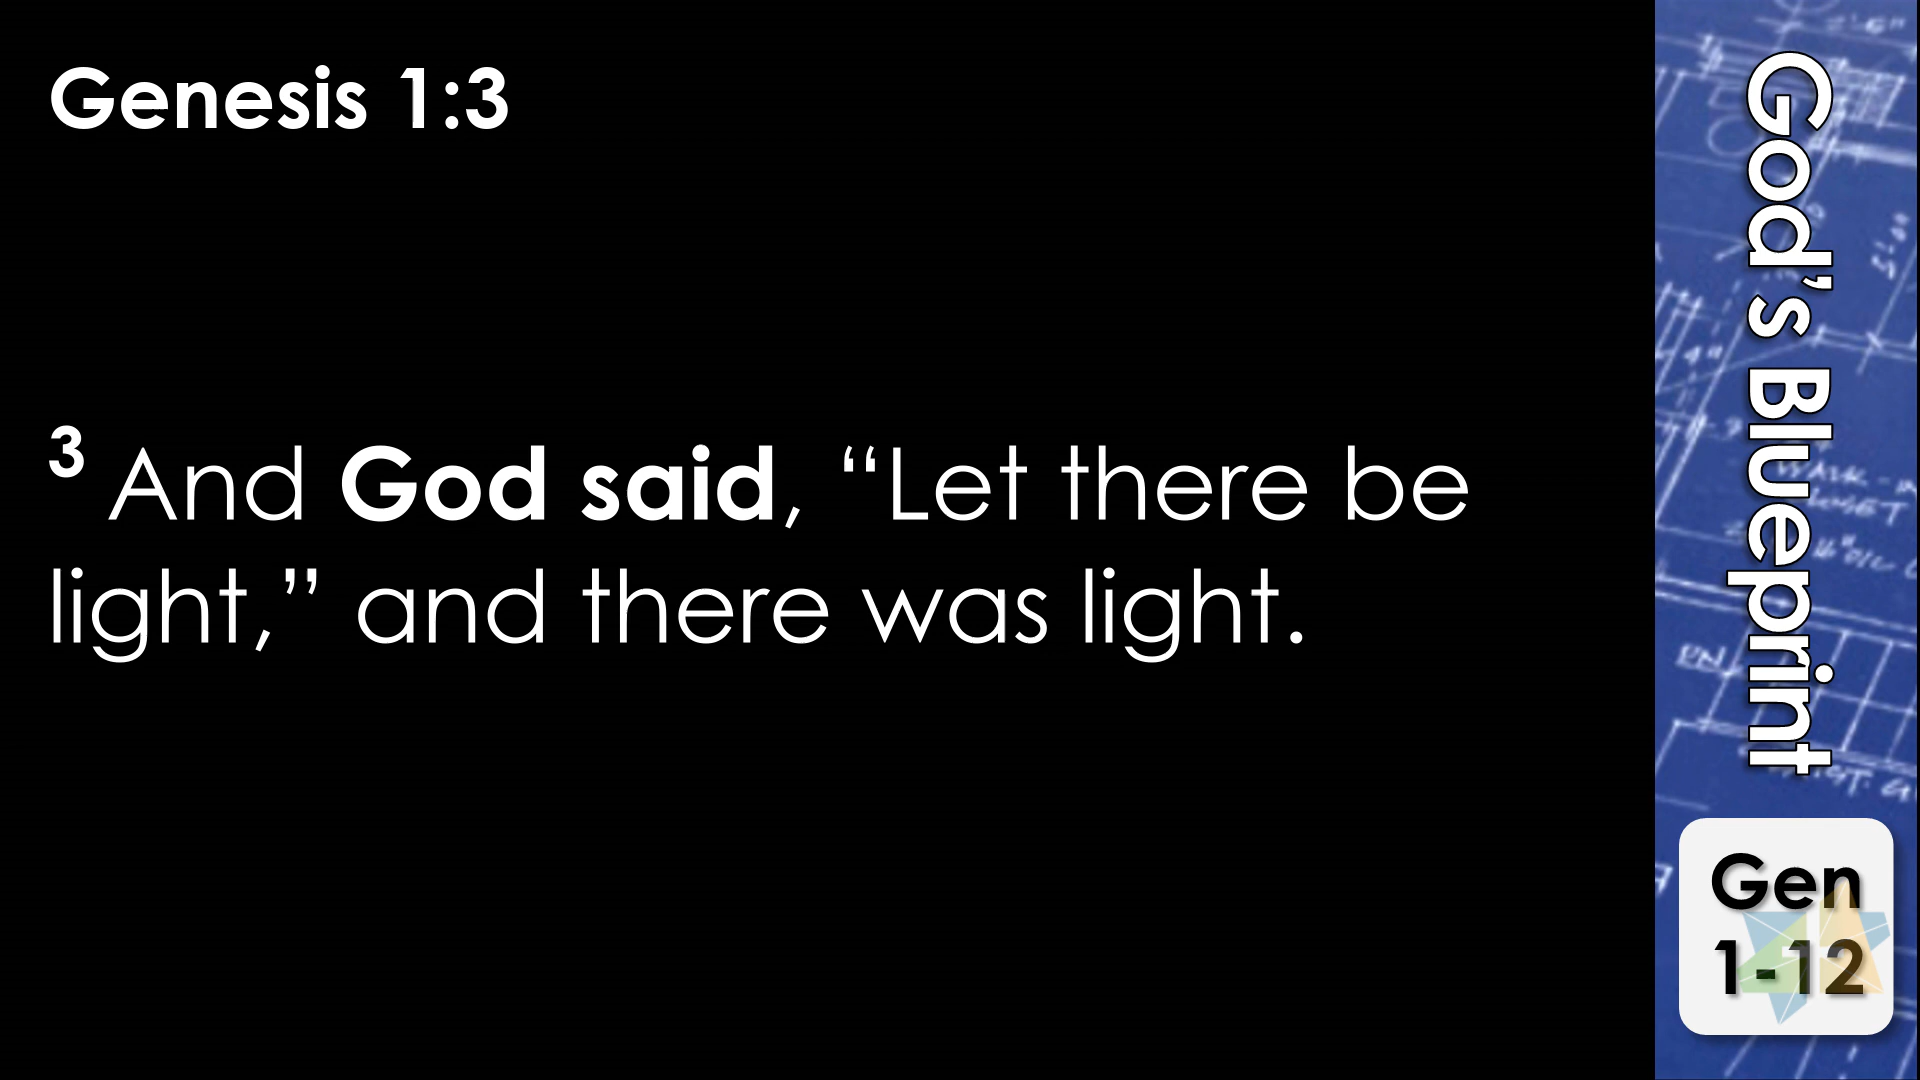 Genesis 1:3
3 And God said, “Let there be
light,” and there was light.
God’s Blueprint
Gen
1-12